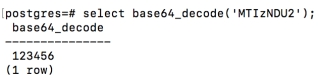 postgres=# select base64_decode('MTIzNDU2');
 base64_decode
---------------
 123456
(1 row)